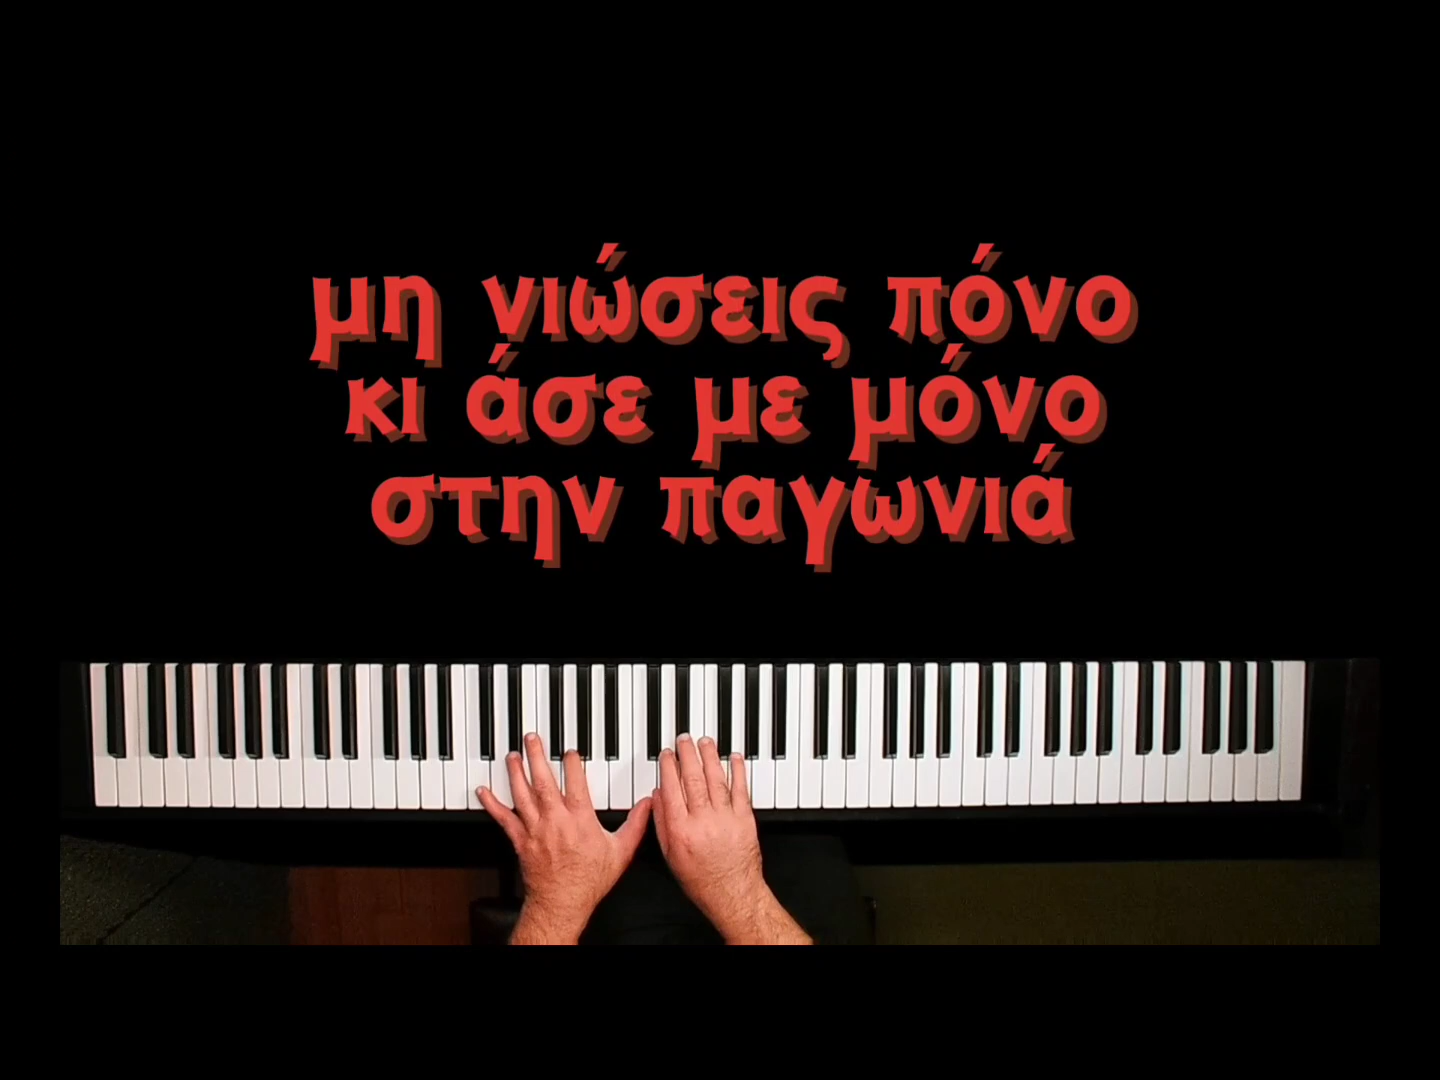 μη νιώσεις πόνο
κι άσε με μόνο
στην παγωνιά